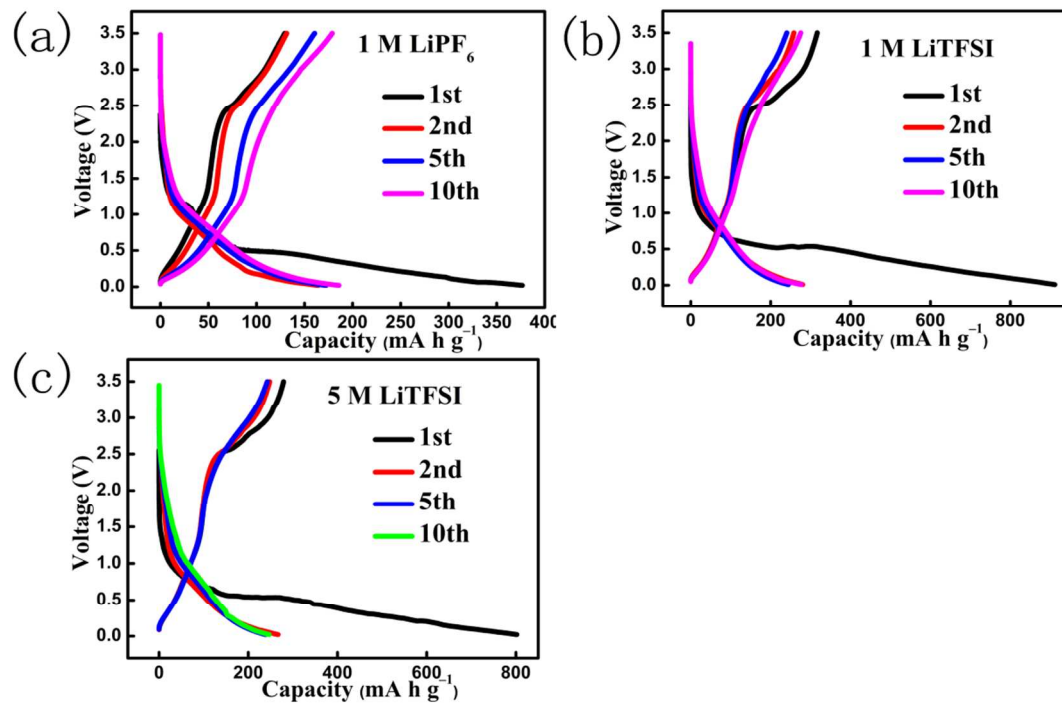 (a)
1 M LiPF₆
1st
2nd
5th
10th
Voltage (V)
3.5
3.0
2.5
2.0
1.5
1.0
0.5
0.0
0 50 100 150 200 250 300 350 400
Capacity (mA h g⁻¹)
(b)
1 M LiTFSI
1st
2nd
5th
10th
Voltage (V)
3.5
3.0
2.5
2.0
1.5
1.0
0.5
0.0
0 200 400 600 800
Capacity (mA h g⁻¹)
(c)
5 M LiTFSI
1st
2nd
5th
10th
Voltage (V)
3.5
3.0
2.5
2.0
1.5
1.0
0.5
0.0
0 200 400 600 800
Capacity (mA h g⁻¹)